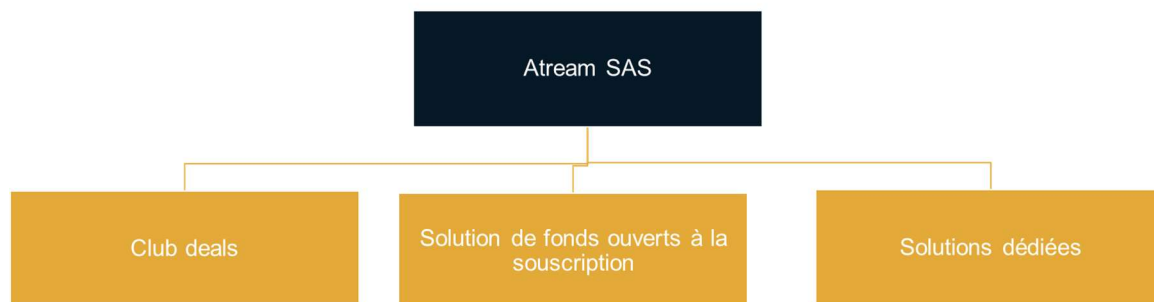 Atream SAS
Club deals
Solution de fonds ouverts à la
souscription
Solutions dédiées